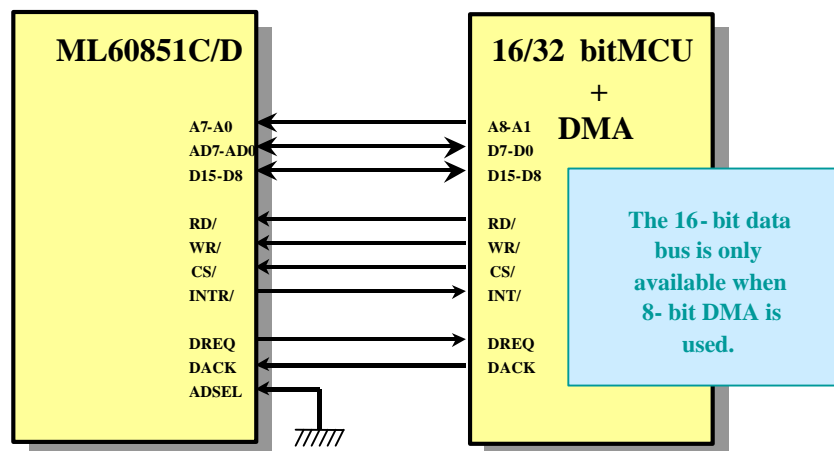 ML60851C/D
A7-A0
AD7-AD0
D15-D8
RD/
WR/
CS/
INTR/
DREQ
DACK
ADSEL
16/32 bitMCU
+
DMA
A8-A1
D7-D0
D15-D8
RD/
WR/
CS/
INT/
DREQ
DACK
The 16- bit data
bus is only
available when
8- bit DMA is
used.